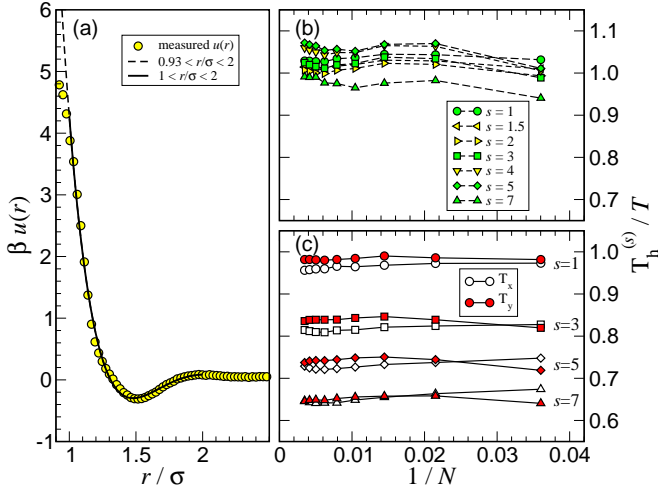 (a)
measured u(r)
0.93 < r/σ < 2
1 < r/σ < 2
6
5
4
3
2
1
0
-1
β u(r)
1
1.5
2
r / σ
(b)
s = 1
s = 1.5
s = 2
s = 3
s = 4
s = 5
s = 7
1.1
1.0
0.9
0.8
0.7
T_h^(s) / T
(c)
T_x
T_y
s=1
s=3
s=5
s=7
1.0
0.9
0.8
0.7
0.6
0
0.01
0.02
0.03
0.04
1 / N